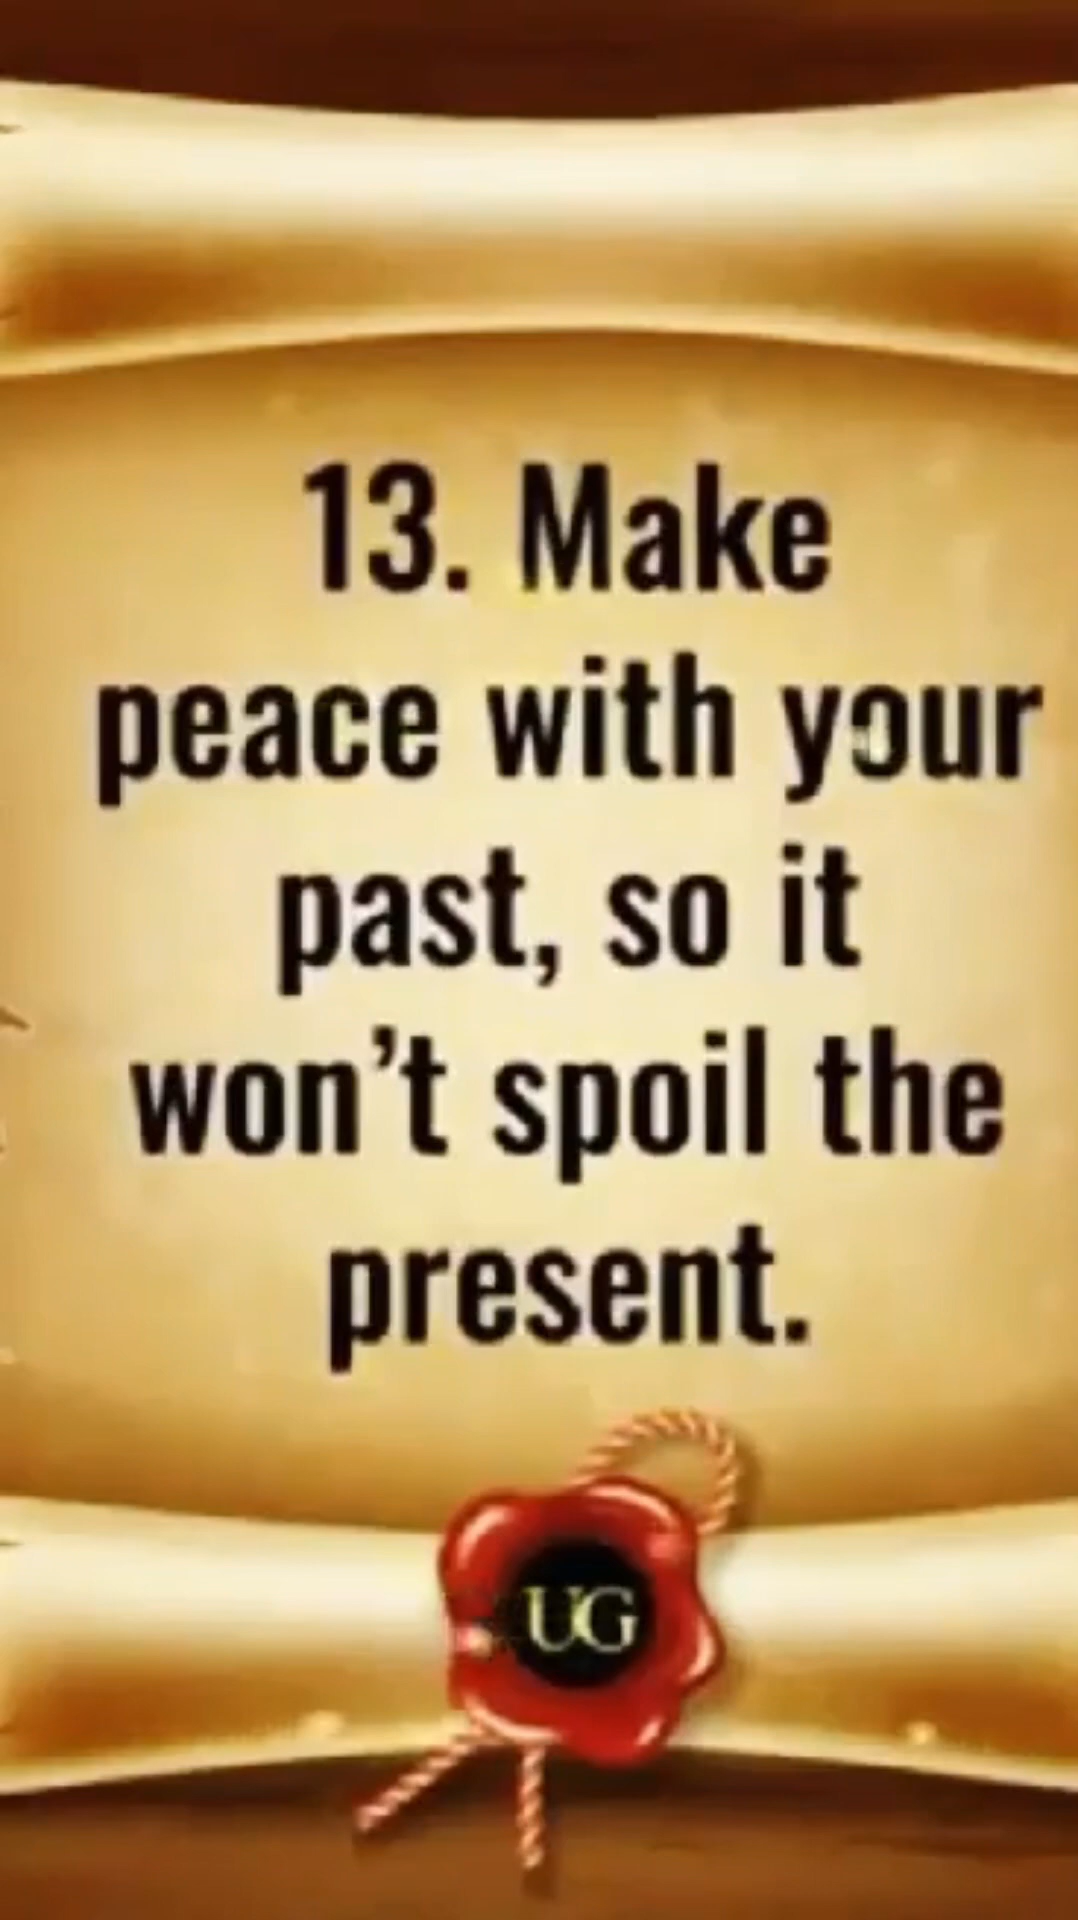 13. Make
peace with your
past, so it
won’t spoil the
present.
UG